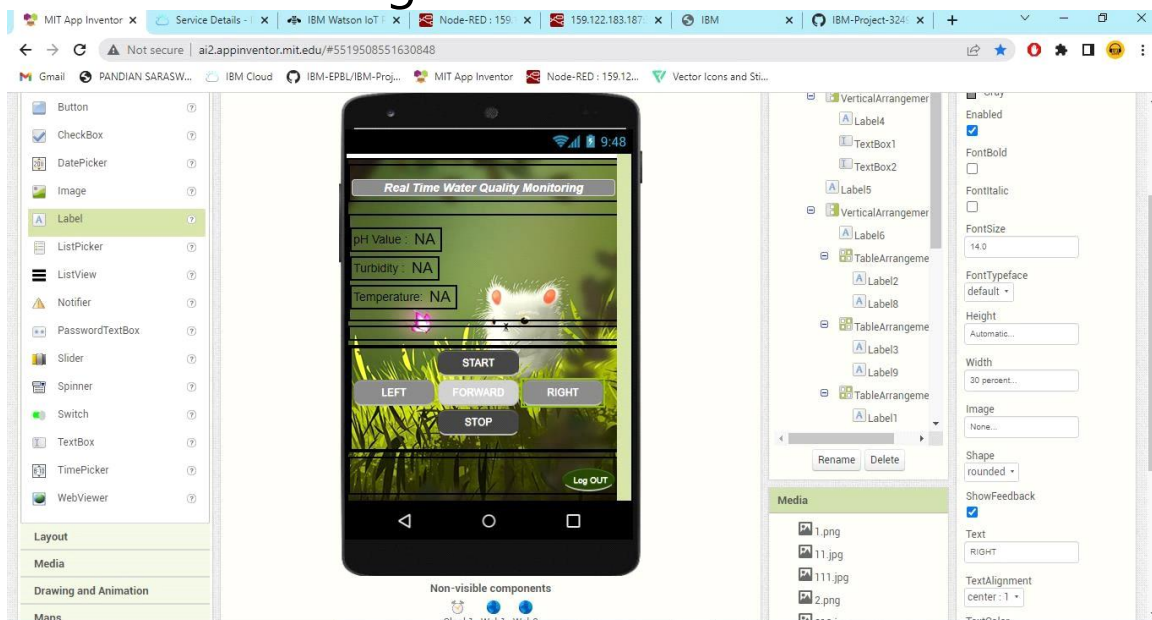 MIT App Inventor
Service Details - I
IBM Watson IoT P
Node-RED : 159.
159.122.183.187:
IBM
IBM-Project-3249
Not secure
ai2.appinventor.mit.edu/#5519508551630848
Gmail
PANDIAN SARASW...
IBM Cloud
IBM-EPBL/IBM-Proj...
MIT App Inventor
Node-RED : 159.12...
Vector Icons and Sti...
Button
CheckBox
DatePicker
Image
Label
ListPicker
ListView
Notifier
PasswordTextBox
Slider
Spinner
Switch
TextBox
TimePicker
WebViewer
Layout
Media
Drawing and Animation
Maps
9:48
Real Time Water Quality Monitoring
pH Value : NA
Turbidity : NA
Temperature: NA
START
LEFT FORWARD RIGHT
STOP
Log OUT
Non-visible components
VerticalArrangemer
Label4
TextBox1
TextBox2
Label5
VerticalArrangemer
Label6
TableArrangeme
Label2
Label8
TableArrangeme
Label3
Label9
TableArrangeme
Label1
Rename Delete
Media
1.png
11.jpg
111.jpg
2.png
Gray
Enabled
FontBold
FontItalic
FontSize
14.0
FontTypeface
default
Height
Automatic...
Width
30 percent...
Image
None...
Shape
rounded
ShowFeedback
Text
RIGHT
TextAlignment
center : 1
TextColor